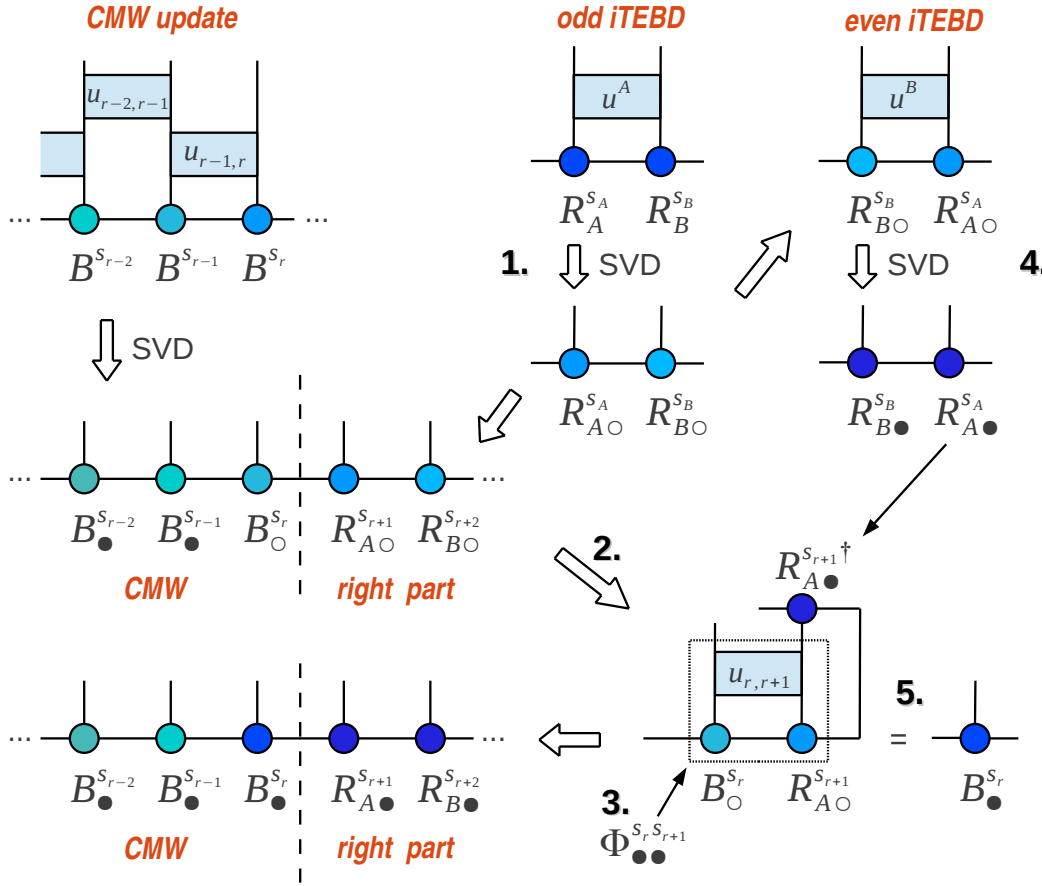 CMW update
odd iTEBD
even iTEBD
u_{r−2,r−1}
u^A
u^B
u_{r−1,r}
... ...
B^{s_{r−2}} B^{s_{r−1}} B^{s_r}
R_A^{s_A} R_B^{s_B}
R_{B○}^{s_B} R_{A○}^{s_A}
1. SVD
SVD 4.
SVD
R_{A○}^{s_A} R_{B○}^{s_B}
R_{B●}^{s_B} R_{A●}^{s_A}
... ...
B_●^{s_{r−2}} B_●^{s_{r−1}} B_○^{s_r} R_{A○}^{s_{r+1}} R_{B○}^{s_{r+2}}
CMW right part
2.
R_{A●}^{s_{r+1}†}
u_{r,r+1}
5.
... ...
=
B_●^{s_{r−2}} B_●^{s_{r−1}} B_●^{s_r} R_{A●}^{s_{r+1}} R_{B●}^{s_{r+2}}
B_○^{s_r} R_{A○}^{s_{r+1}}
B_●^{s_r}
CMW right part
3.
Φ_{●●}^{s_r s_{r+1}}